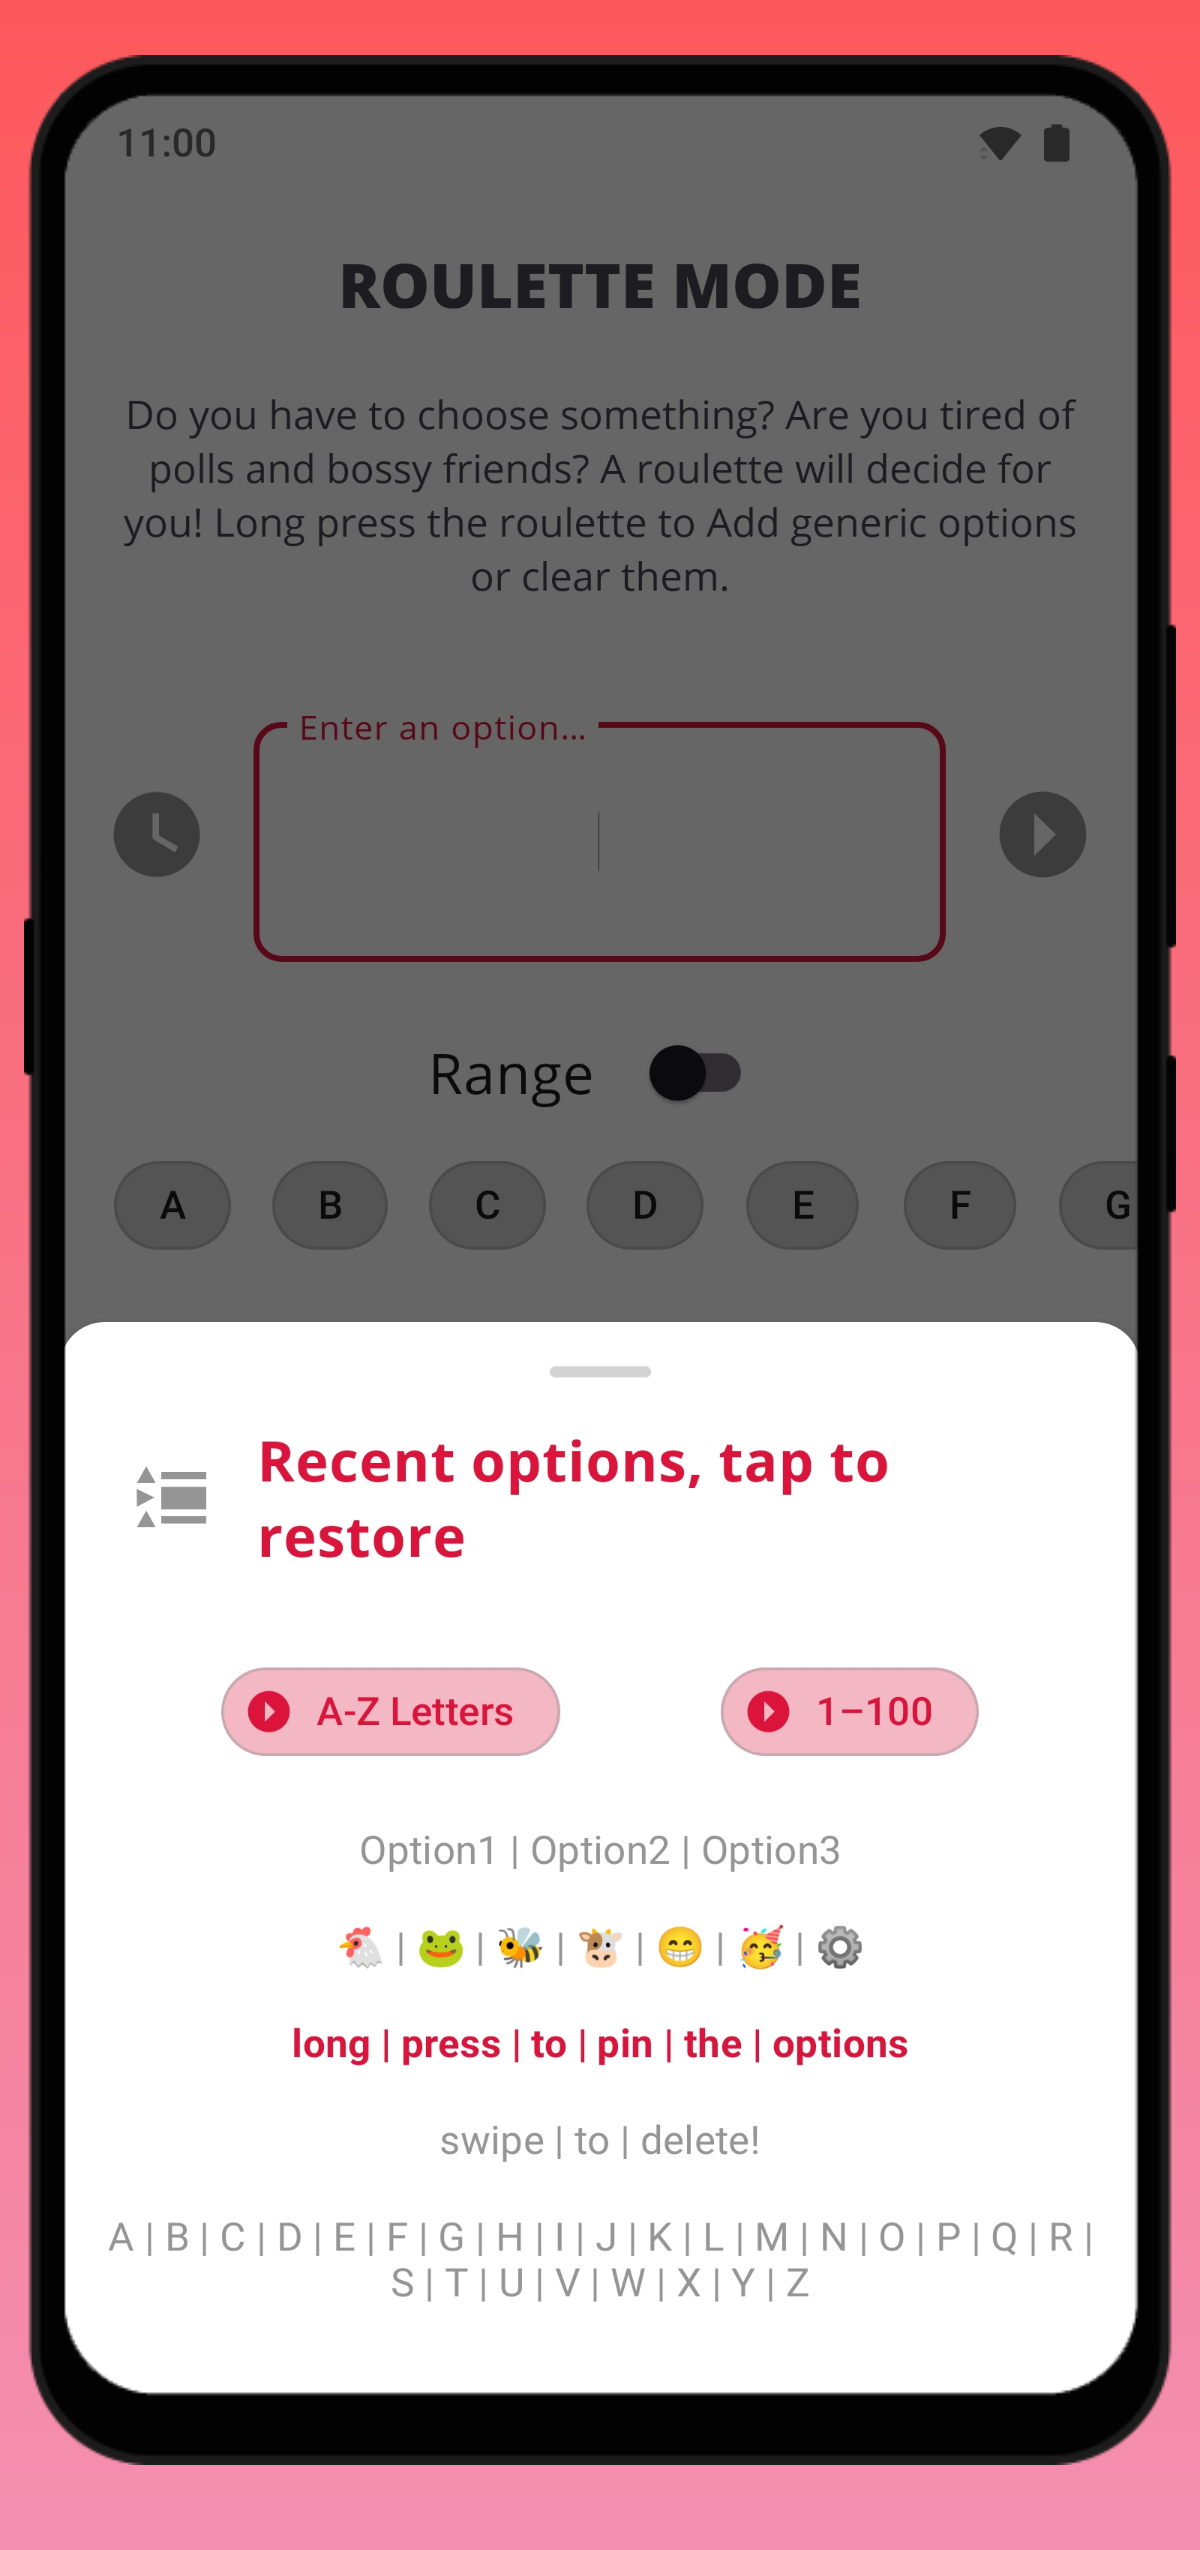 11:00
ROULETTE MODE
Do you have to choose something? Are you tired of
polls and bossy friends? A roulette will decide for
you! Long press the roulette to Add generic options
or clear them.
Enter an option...
Range
A B C D E F G
Recent options, tap to
restore
A-Z Letters 1–100
Option1 | Option2 | Option3
🐔 | 🐸 | 🐝 | 🐮 | 😁 | 🥳 | ⚙️
long | press | to | pin | the | options
swipe | to | delete!
A | B | C | D | E | F | G | H | I | J | K | L | M | N | O | P | Q | R |
S | T | U | V | W | X | Y | Z